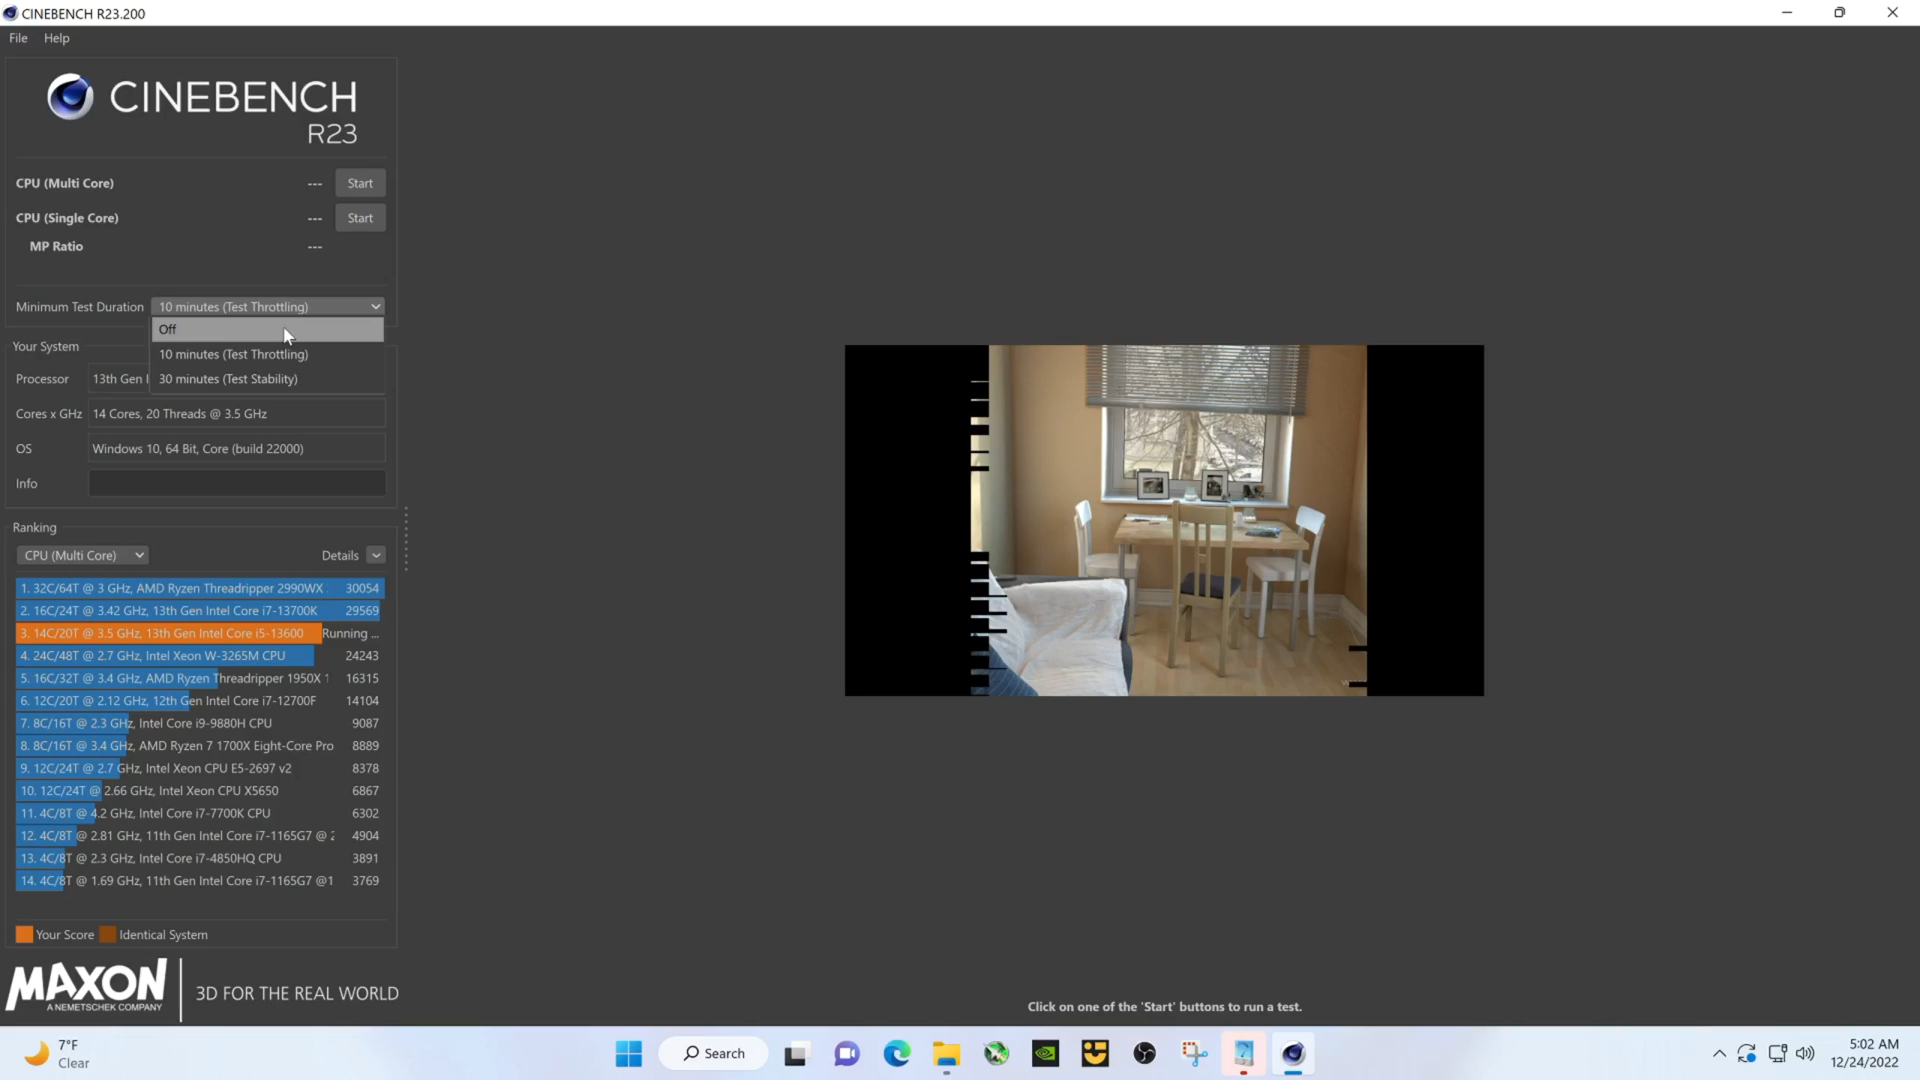 CINEBENCH R23.200
File Help
CINEBENCH
R23
CPU (Multi Core) --- Start
CPU (Single Core) --- Start
MP Ratio ---
Minimum Test Duration 10 minutes (Test Throttling)
Off
10 minutes (Test Throttling)
30 minutes (Test Stability)
Your System
Processor 13th Gen I
Cores x GHz 14 Cores, 20 Threads @ 3.5 GHz
OS Windows 10, 64 Bit, Core (build 22000)
Info
Ranking
CPU (Multi Core) Details
1. 32C/64T @ 3 GHz, AMD Ryzen Threadripper 2990WX 30054
2. 16C/24T @ 3.42 GHz, 13th Gen Intel Core i7-13700K 29569
3. 14C/20T @ 3.5 GHz, 13th Gen Intel Core i5-13600 Running ...
4. 24C/48T @ 2.7 GHz, Intel Xeon W-3265M CPU 24243
5. 16C/32T @ 3.4 GHz, AMD Ryzen Threadripper 1950X 1 16315
6. 12C/20T @ 2.12 GHz, 12th Gen Intel Core i7-12700F 14104
7. 8C/16T @ 2.3 GHz, Intel Core i9-9880H CPU 9087
8. 8C/16T @ 3.4 GHz, AMD Ryzen 7 1700X Eight-Core Pro 8889
9. 12C/24T @ 2.7 GHz, Intel Xeon CPU E5-2697 v2 8378
10. 12C/24T @ 2.66 GHz, Intel Xeon CPU X5650 6867
11. 4C/8T @ 4.2 GHz, Intel Core i7-7700K CPU 6302
12. 4C/8T @ 2.81 GHz, 11th Gen Intel Core i7-1165G7 @ 2 4904
13. 4C/8T @ 2.3 GHz, Intel Core i7-4850HQ CPU 3891
14. 4C/8T @ 1.69 GHz, 11th Gen Intel Core i7-1165G7 @1 3769
Your Score Identical System
MAXON
A NEMETSCHEK COMPANY
3D FOR THE REAL WORLD
Click on one of the 'Start' buttons to run a test.
7°F
Clear
Search
5:02 AM
12/24/2022